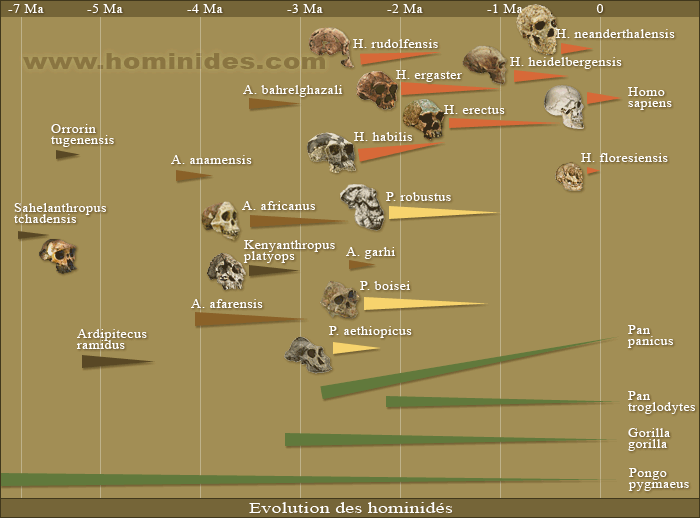 -7 Ma -5 Ma -4 Ma -3 Ma -2 Ma -1 Ma 0
www.hominides.com
H. neanderthalensis
H. rudolfensis
H. heidelbergensis
H. ergaster
A. bahrelghazali
Homo
sapiens
H. erectus
Orrorin
tugenensis
H. habilis
A. anamensis
H. floresiensis
P. robustus
Sahelanthropus
tchadensis
A. africanus
Kenyanthropus
platyops
A. garhi
P. boisei
A. afarensis
Ardipitecus
ramidus
P. aethiopicus
Pan
panicus
Pan
troglodytes
Gorilla
gorilla
Pongo
pygmaeus
Evolution des hominidés